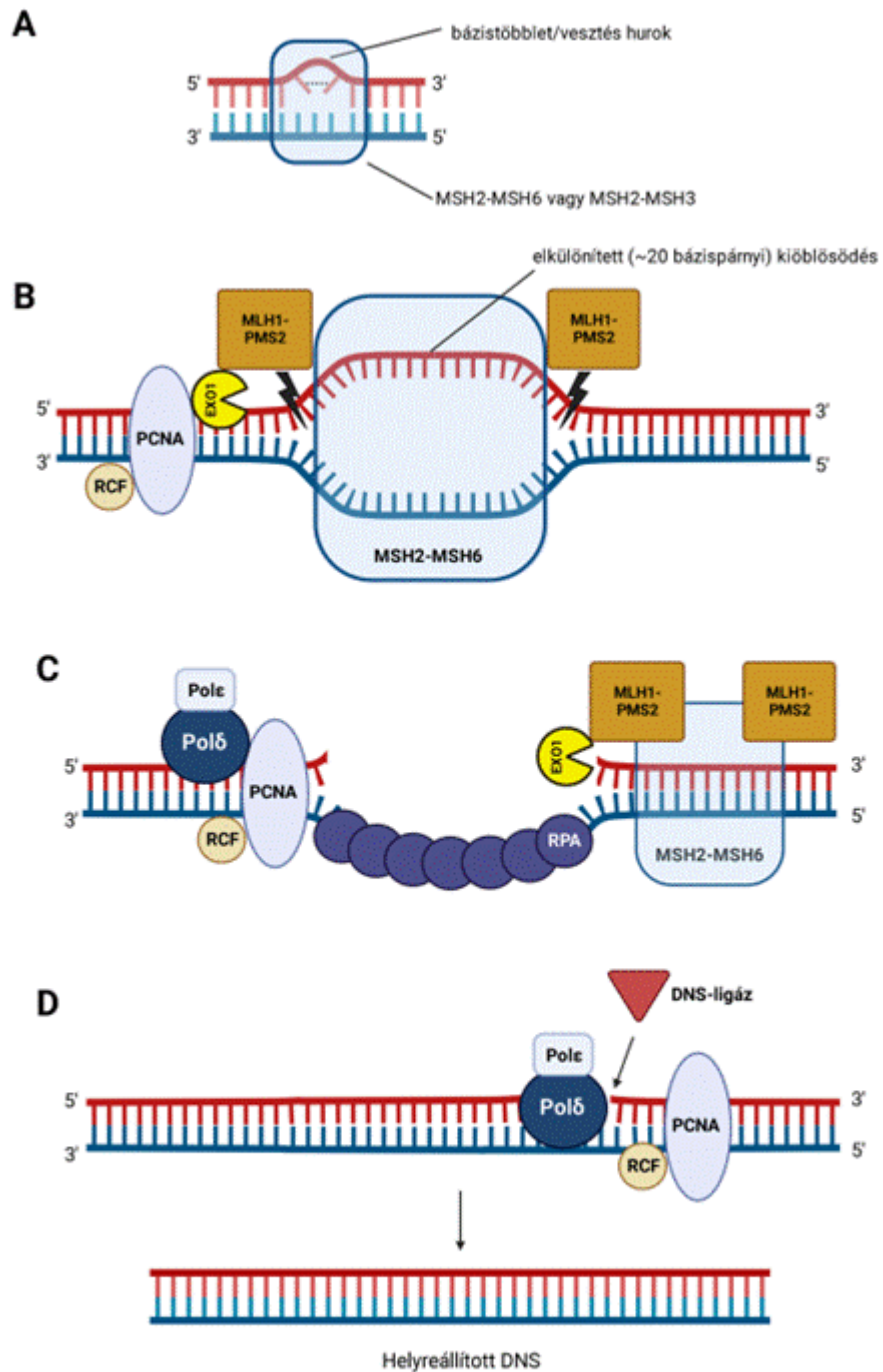 A
bázistöbblet/vesztés hurok
5' 3'
3' 5'
MSH2-MSH6 vagy MSH2-MSH3
elkülönített (~20 bázispárnyi) kiöblösödés
B
MLH1-
PMS2
MLH1-
PMS2
EXO1
5' 3'
PCNA
3' 5'
RCF
MSH2-MSH6
C
Polε
MLH1-
PMS2
MLH1-
PMS2
Polδ
EXO1
5' 3'
PCNA
3' 5'
RCF
RPA
MSH2-MSH6
D
DNS-ligáz
Polε
5' 3'
Polδ
PCNA
3' 5'
RCF
Helyreállított DNS